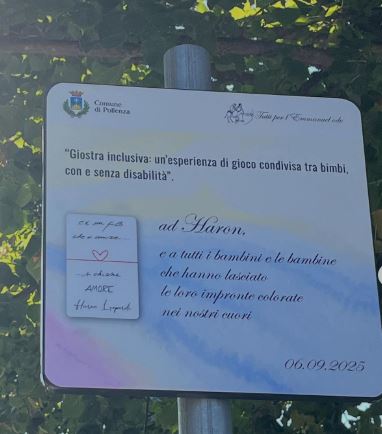 Comune
di Pollenza
Tutti per l'Emmanuel odv
"Giostra inclusiva: un'esperienza di gioco condivisa tra bimbi,
con e senza disabilità".
AMORE
Haron
ad Haron,
e a tutti i bambini e le bambine
che hanno lasciato
le loro impronte colorate
nei nostri cuori
06.09.2025